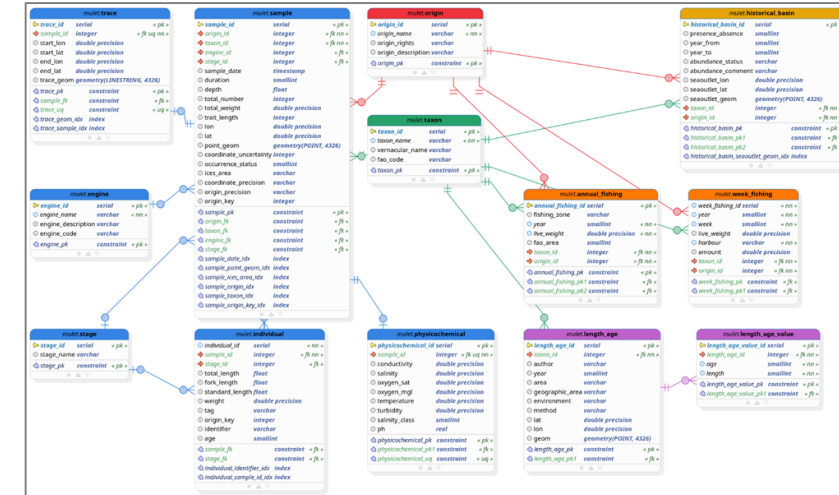 mulet.trace
trace_id serial « pk »
sample_id integer « fk uq nn »
start_lon double precision
start_lat double precision
end_lon double precision
end_lat double precision
trace_geom geometry(LINESTRING, 4326)
trace_pk constraint « pk »
sample_fk constraint « fk »
trace_uq constraint « uq »
trace_geom_idx index
trace_sample_idx index
mulet.sample
sample_id serial « pk »
origin_id integer « fk nn »
taxon_id integer « fk nn »
engine_id integer « fk »
stage_id integer « fk »
sample_date timestamp
duration smallint
depth float
total_number integer
total_weight double precision
trait_length integer
lon double precision
lat double precision
point_geom geometry(POINT, 4326)
coordinate_uncertainty integer
occurrence_status smallint
ices_area varchar
coordinate_precision varchar
origin_precision varchar
origin_key integer
sample_pk constraint « pk »
origin_fk constraint « fk »
taxon_fk constraint « fk »
engine_fk constraint « fk »
stage_fk constraint « fk »
sample_date_idx index
sample_point_geom_idx index
sample_ices_area_idx index
sample_origin_idx index
sample_taxon_idx index
sample_origin_key_idx index
mulet.origin
origin_id serial « pk »
origin_name varchar « nn »
origin_rights varchar
origin_description varchar
origin_pk constraint « pk »
mulet.historical_basin
historical_basin_id serial « pk »
presence_absence smallint
year_from smallint
year_to smallint
abundance_status varchar
abundance_comment varchar
seaoutlet_lon double precision
seaoutlet_lat double precision
seaoutlet_geom geometry(POINT, 4326)
taxon_id integer
origin_id integer
historical_basin_pk constraint
historical_basin_pk1 constraint
historical_basin_pk2 constraint
historical_basin_seaoutlet_geom_idx index
mulet.taxon
taxon_id serial « pk »
taxon_name varchar « nn »
vernacular_name varchar
fao_code varchar
taxon_pk constraint « pk »
mulet.engine
engine_id serial « pk »
engine_name varchar « nn »
engine_description varchar
engine_code varchar
engine_pk constraint « pk »
mulet.annual_fishing
annual_fishing_id serial « pk »
fishing_zone varchar
year smallint « nn »
live_weight double precision « nn »
fao_area smallint
taxon_id integer « fk nn »
origin_id integer « fk nn »
annual_fishing_pk constraint « pk »
annual_fishing_pk1 constraint « fk »
annual_fishing_pk2 constraint « fk »
mulet.week_fishing
week_fishing_id serial « nn »
year smallint « nn »
week smallint « nn »
live_weight double precision « nn »
harbour varchar « nn »
amount double precision
taxon_id integer « fk nn »
origin_id integer « fk nn »
week_fishing_pk constraint « fk »
week_fishing_pk1 constraint « fk »
mulet.stage
stage_id serial « pk »
stage_name varchar
stage_pk constraint « pk »
mulet.individual
individual_id serial « nn »
sample_id integer « fk nn »
stage_id integer « fk »
total_length float
fork_length float
standard_length float
weight double precision
tag varchar
origin_key integer
identifier varchar
age smallint
sample_fk constraint « fk »
stage_fk constraint « fk »
individual_identifier_idx index
individual_sample_id_idx index
mulet.physicochemical
physicochemical_id serial « pk »
sample_id integer « fk uq nn »
conductivity double precision
salinity double precision
oxygen_sat double precision
oxygen_mgl double precision
temperature double precision
turbidity double precision
salinity_class smallint
ph real
physicochemical_pk constraint « pk »
physicochemical_pk1 constraint « fk »
physicochemical_uq constraint « uq »
mulet.length_age
length_age_id serial « pk »
taxon_id integer « fk nn »
author varchar
year smallint
area varchar
geographic_area varchar
environment varchar
method varchar
lat double precision
lon double precision
geom geometry(POINT, 4326)
length_age_pk constraint « pk »
length_age_pk1 constraint « fk »
mulet.length_age_value
length_age_value_id serial « pk »
length_age_id integer « fk nn »
age smallint « nn »
length smallint « nn »
length_age_value_pk constraint « pk »
length_age_value_pk1 constraint « fk »